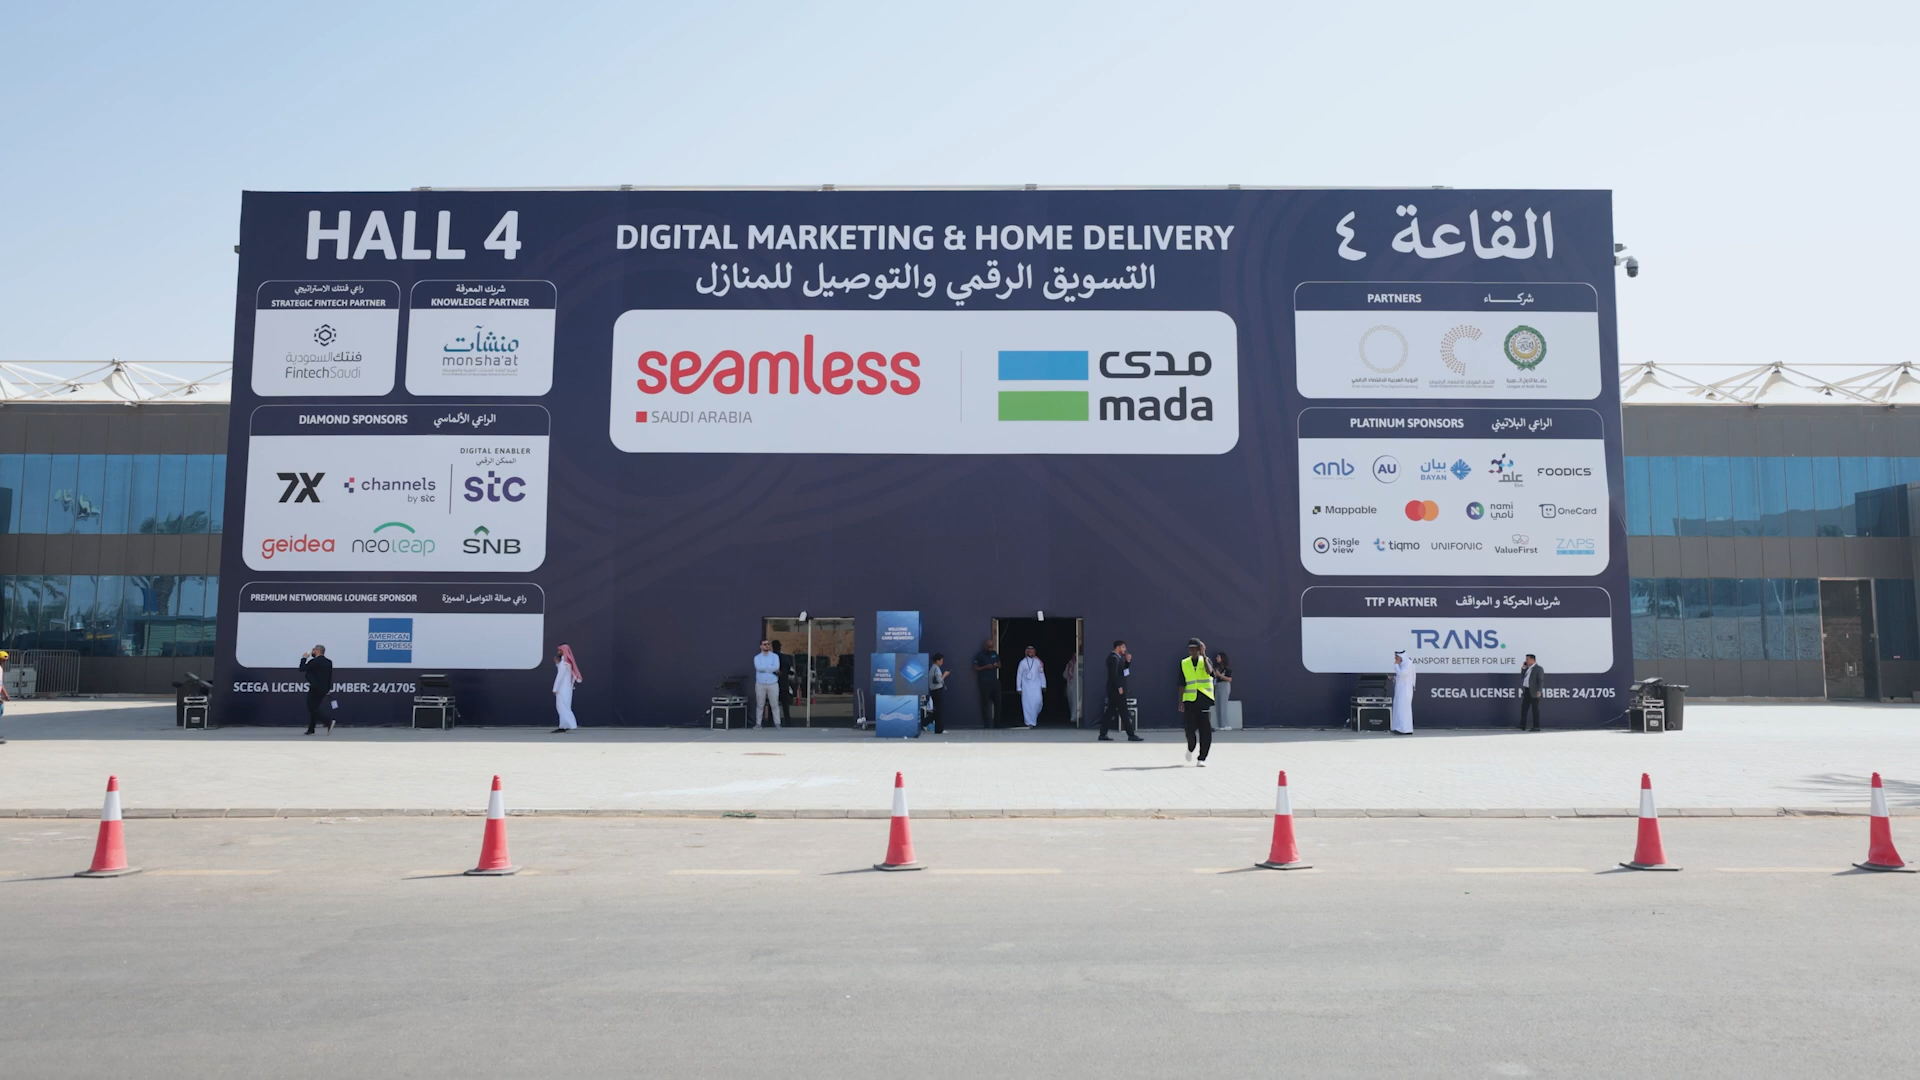 HALL 4
DIGITAL MARKETING & HOME DELIVERY
التسويق الرقمي والتوصيل للمنازل
القاعة ٤
راعي فنتك الاستراتيجي
STRATEGIC FINTECH PARTNER
فنتك السعودية
FintechSaudi
شريك المعرفة
KNOWLEDGE PARTNER
منشآت
monsha'at
seamless
SAUDI ARABIA
مدى
mada
PARTNERS شركاء
DIAMOND SPONSORS الراعي الألماسي
7X
channels
by stc
DIGITAL ENABLER
الممكن الرقمي
stc
geidea
neoleap
SNB
PLATINUM SPONSORS الراعي البلاتيني
anb
AU
بيان
BAYAN
علم
Elm
FOODICS
Mappable
nami
نامي
OneCard
Single
view
tiqmo
UNIFONIC
ValueFirst
ZAPS
GROUP
PREMIUM NETWORKING LOUNGE SPONSOR راعي صالة التواصل المميزة
AMERICAN
EXPRESS
TTP PARTNER شريك الحركة و المواقف
TRANS.
ANSPORT BETTER FOR LIFE
SCEGA LICENS UMBER: 24/1705
SCEGA LICENSE N BER: 24/1705
WELCOME
VIP GUESTS &